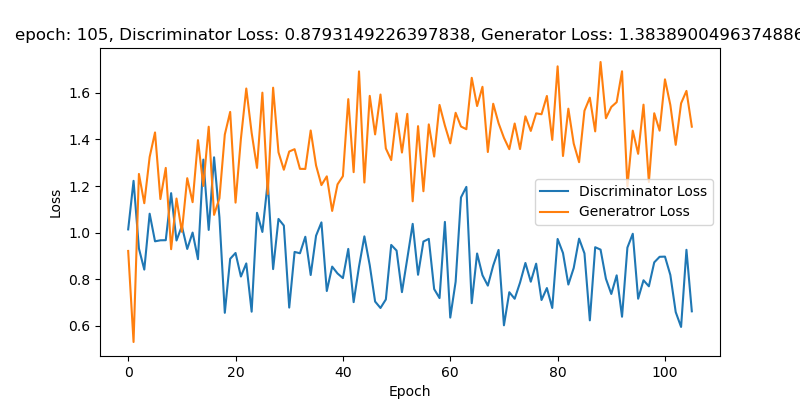 epoch: 105, Discriminator Loss: 0.8793149226397838, Generator Loss: 1.3838900496374886
1.6
1.4
1.2
1.0
0.8
0.6
Loss
Discriminator Loss
Generatror Loss
0 20 40 60 80 100
Epoch